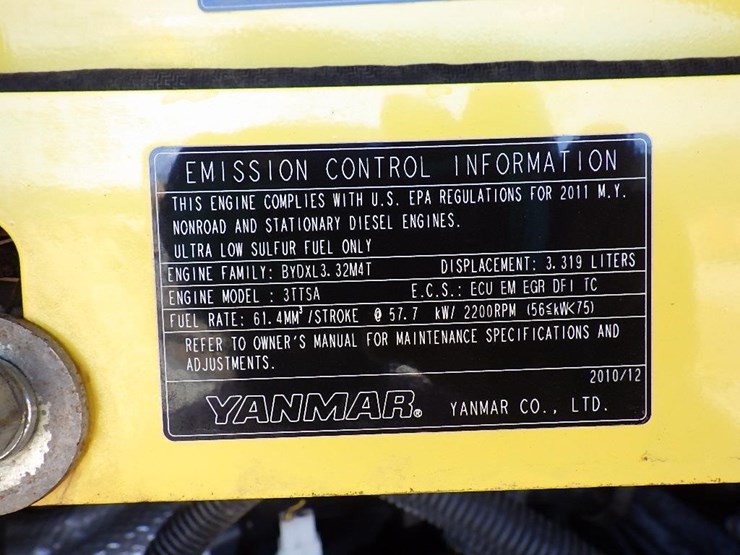 EMISSION CONTROL INFORMATION
THIS ENGINE COMPLIES WITH U.S. EPA REGULATIONS FOR 2011 M.Y.
NONROAD AND STATIONARY DIESEL ENGINES.
ULTRA LOW SULFUR FUEL ONLY
ENGINE FAMILY: BYDXL3.32M4T DISPLACEMENT: 3.319 LITERS
ENGINE MODEL : 3TTSA E.C.S.: ECU EM EGR DFI TC
FUEL RATE: 61.4MM³/STROKE @ 57.7 kW/ 2200RPM (56≤kW<75)
REFER TO OWNER'S MANUAL FOR MAINTENANCE SPECIFICATIONS AND
ADJUSTMENTS.
2010/12
YANMAR® YANMAR CO., LTD.